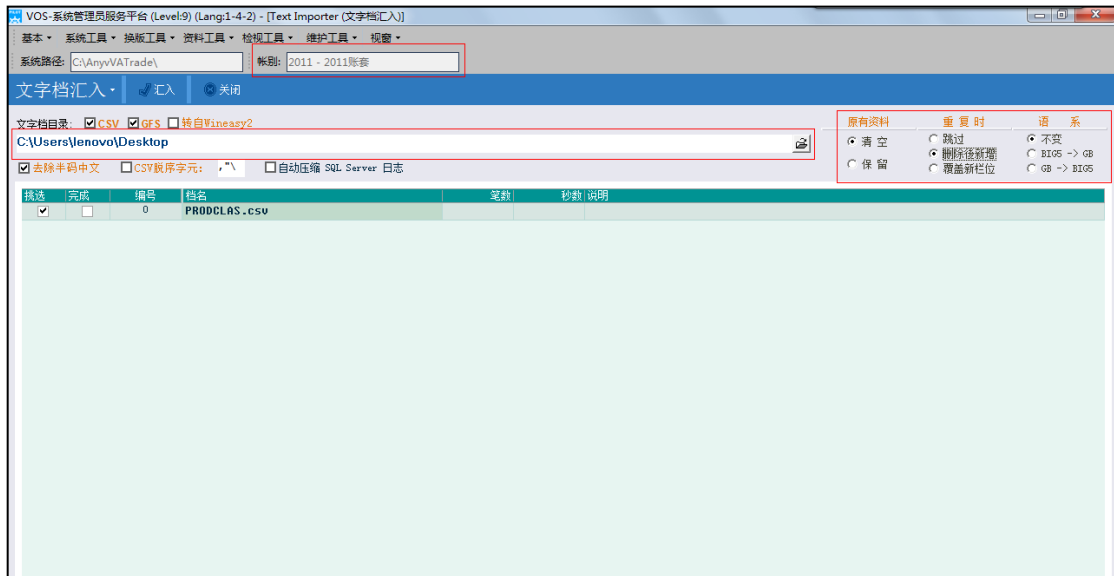 VOS-系统管理员服务平台 (Level:9) (Lang:1-4-2) - [Text Importer (文字档汇入)]
基本 系统工具 换版工具 资料工具 检视工具 维护工具 视窗
系统路径: C:\AnyvVATrade\ 帐别: 2011 - 2011账套
文字档汇入 汇入 关闭
文字档目录: CSV GFS 转自Wineasy2
C:\Users\lenovo\Desktop
去除半码中文 CSV脱序字元: ,"\ 自动压缩 SQL Server 日志
原有资料 重复时 语系
清空 跳过 不变
删除後新增 BIG5 -> GB
保留 覆盖新栏位 GB -> BIG5
挑选 完成 编号 档名 笔数 秒数 说明
0 PRODCLAS.csv